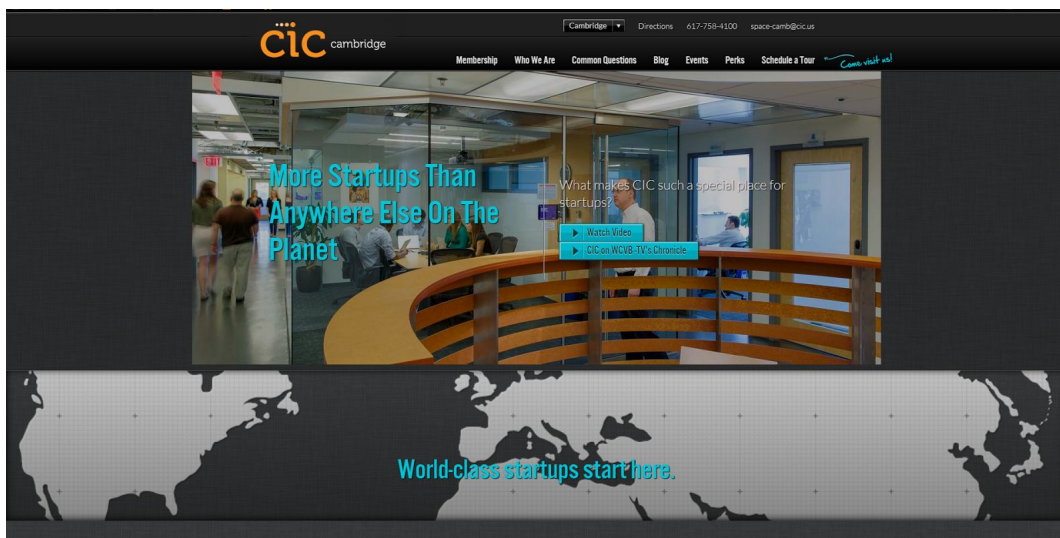 cic cambridge
Cambridge
Directions
617-758-4100
space-camb@cic.us
Membership
Who We Are
Common Questions
Blog
Events
Perks
Schedule a Tour
Come visit us!
EXIT
More Startups Than
Anywhere Else On The
Planet
What makes CIC such a special place for
startups?
Watch Video
CIC on WCVB-TV's Chronicle
World-class startups start here.